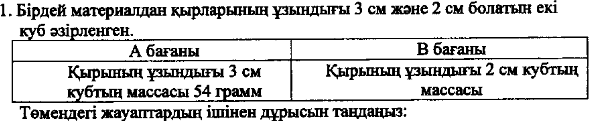 1. Бірдей материалдан қырларының ұзындығы 3 см және 2 см болатын екі
куб әзірленген.
А бағаны
В бағаны
Қырының ұзындығы 3 см
кубтың массасы 54 грамм
Қырының ұзындығы 2 см кубтың
массасы
Төмендегі жауаптардың ішінен дұрысын таңдаңыз: